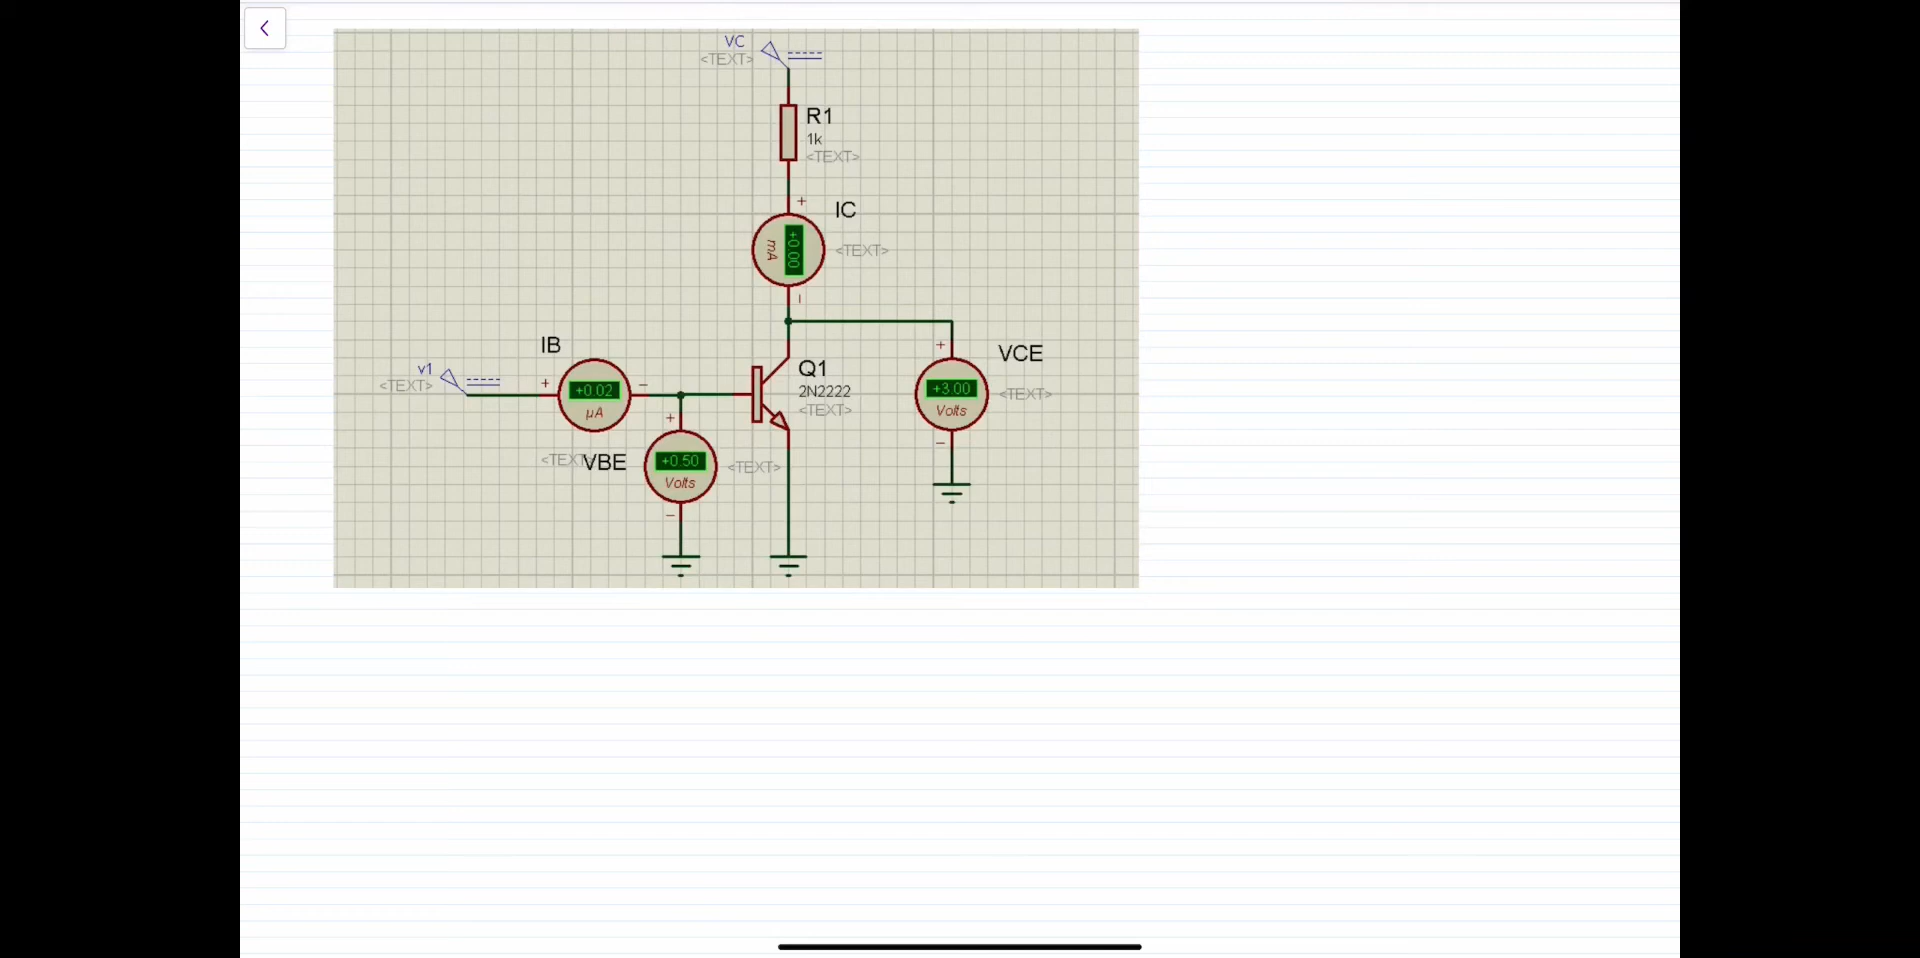 VC
<TEXT>
R1
1k
<TEXT>
+
IC
+0.00
mA
<TEXT>
−
IB
v1
<TEXT>
+
+0.02
µA
−
Q1
2N2222
<TEXT>
+
VCE
+3.00
Volts
<TEXT>
−
+
<TEXT>
VBE
+0.50
Volts
<TEXT>
−